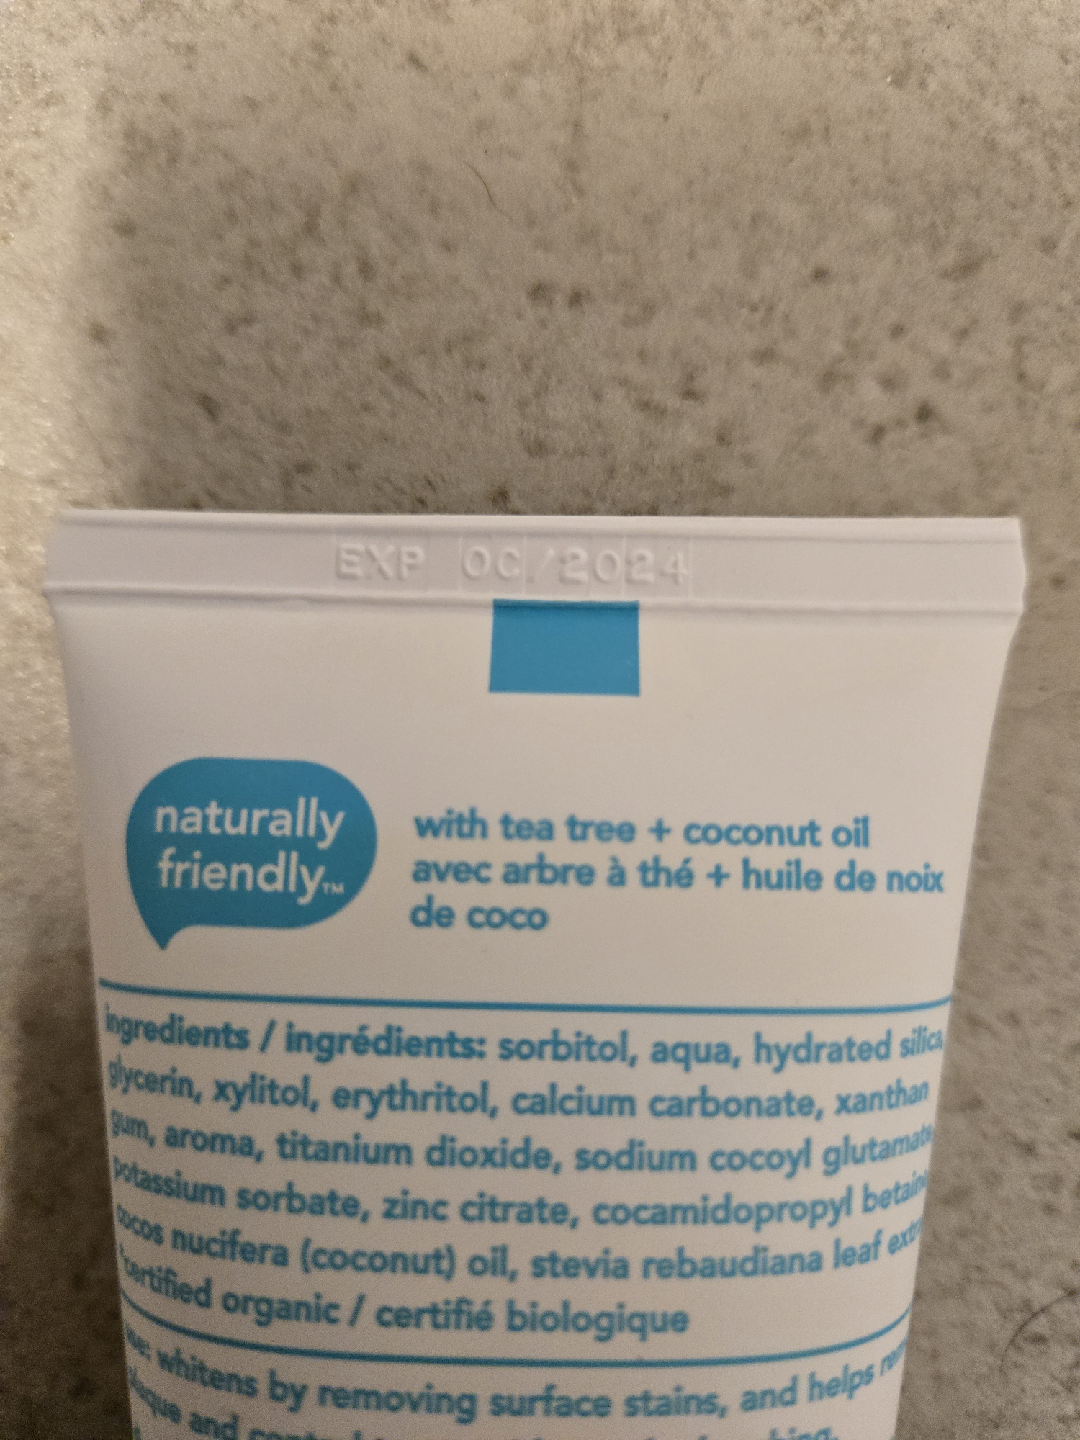 EXP OC/2024
naturally
friendly™
with tea tree + coconut oil
avec arbre à thé + huile de noix
de coco
ingredients / ingrédients: sorbitol, aqua, hydrated silica,
glycerin, xylitol, erythritol, calcium carbonate, xanthan
gum, aroma, titanium dioxide, sodium cocoyl glutamate,
potassium sorbate, zinc citrate, cocamidopropyl betaine,
cocos nucifera (coconut) oil, stevia rebaudiana leaf
certified organic / certifié biologique
whitens by removing surface stains, and helps
and